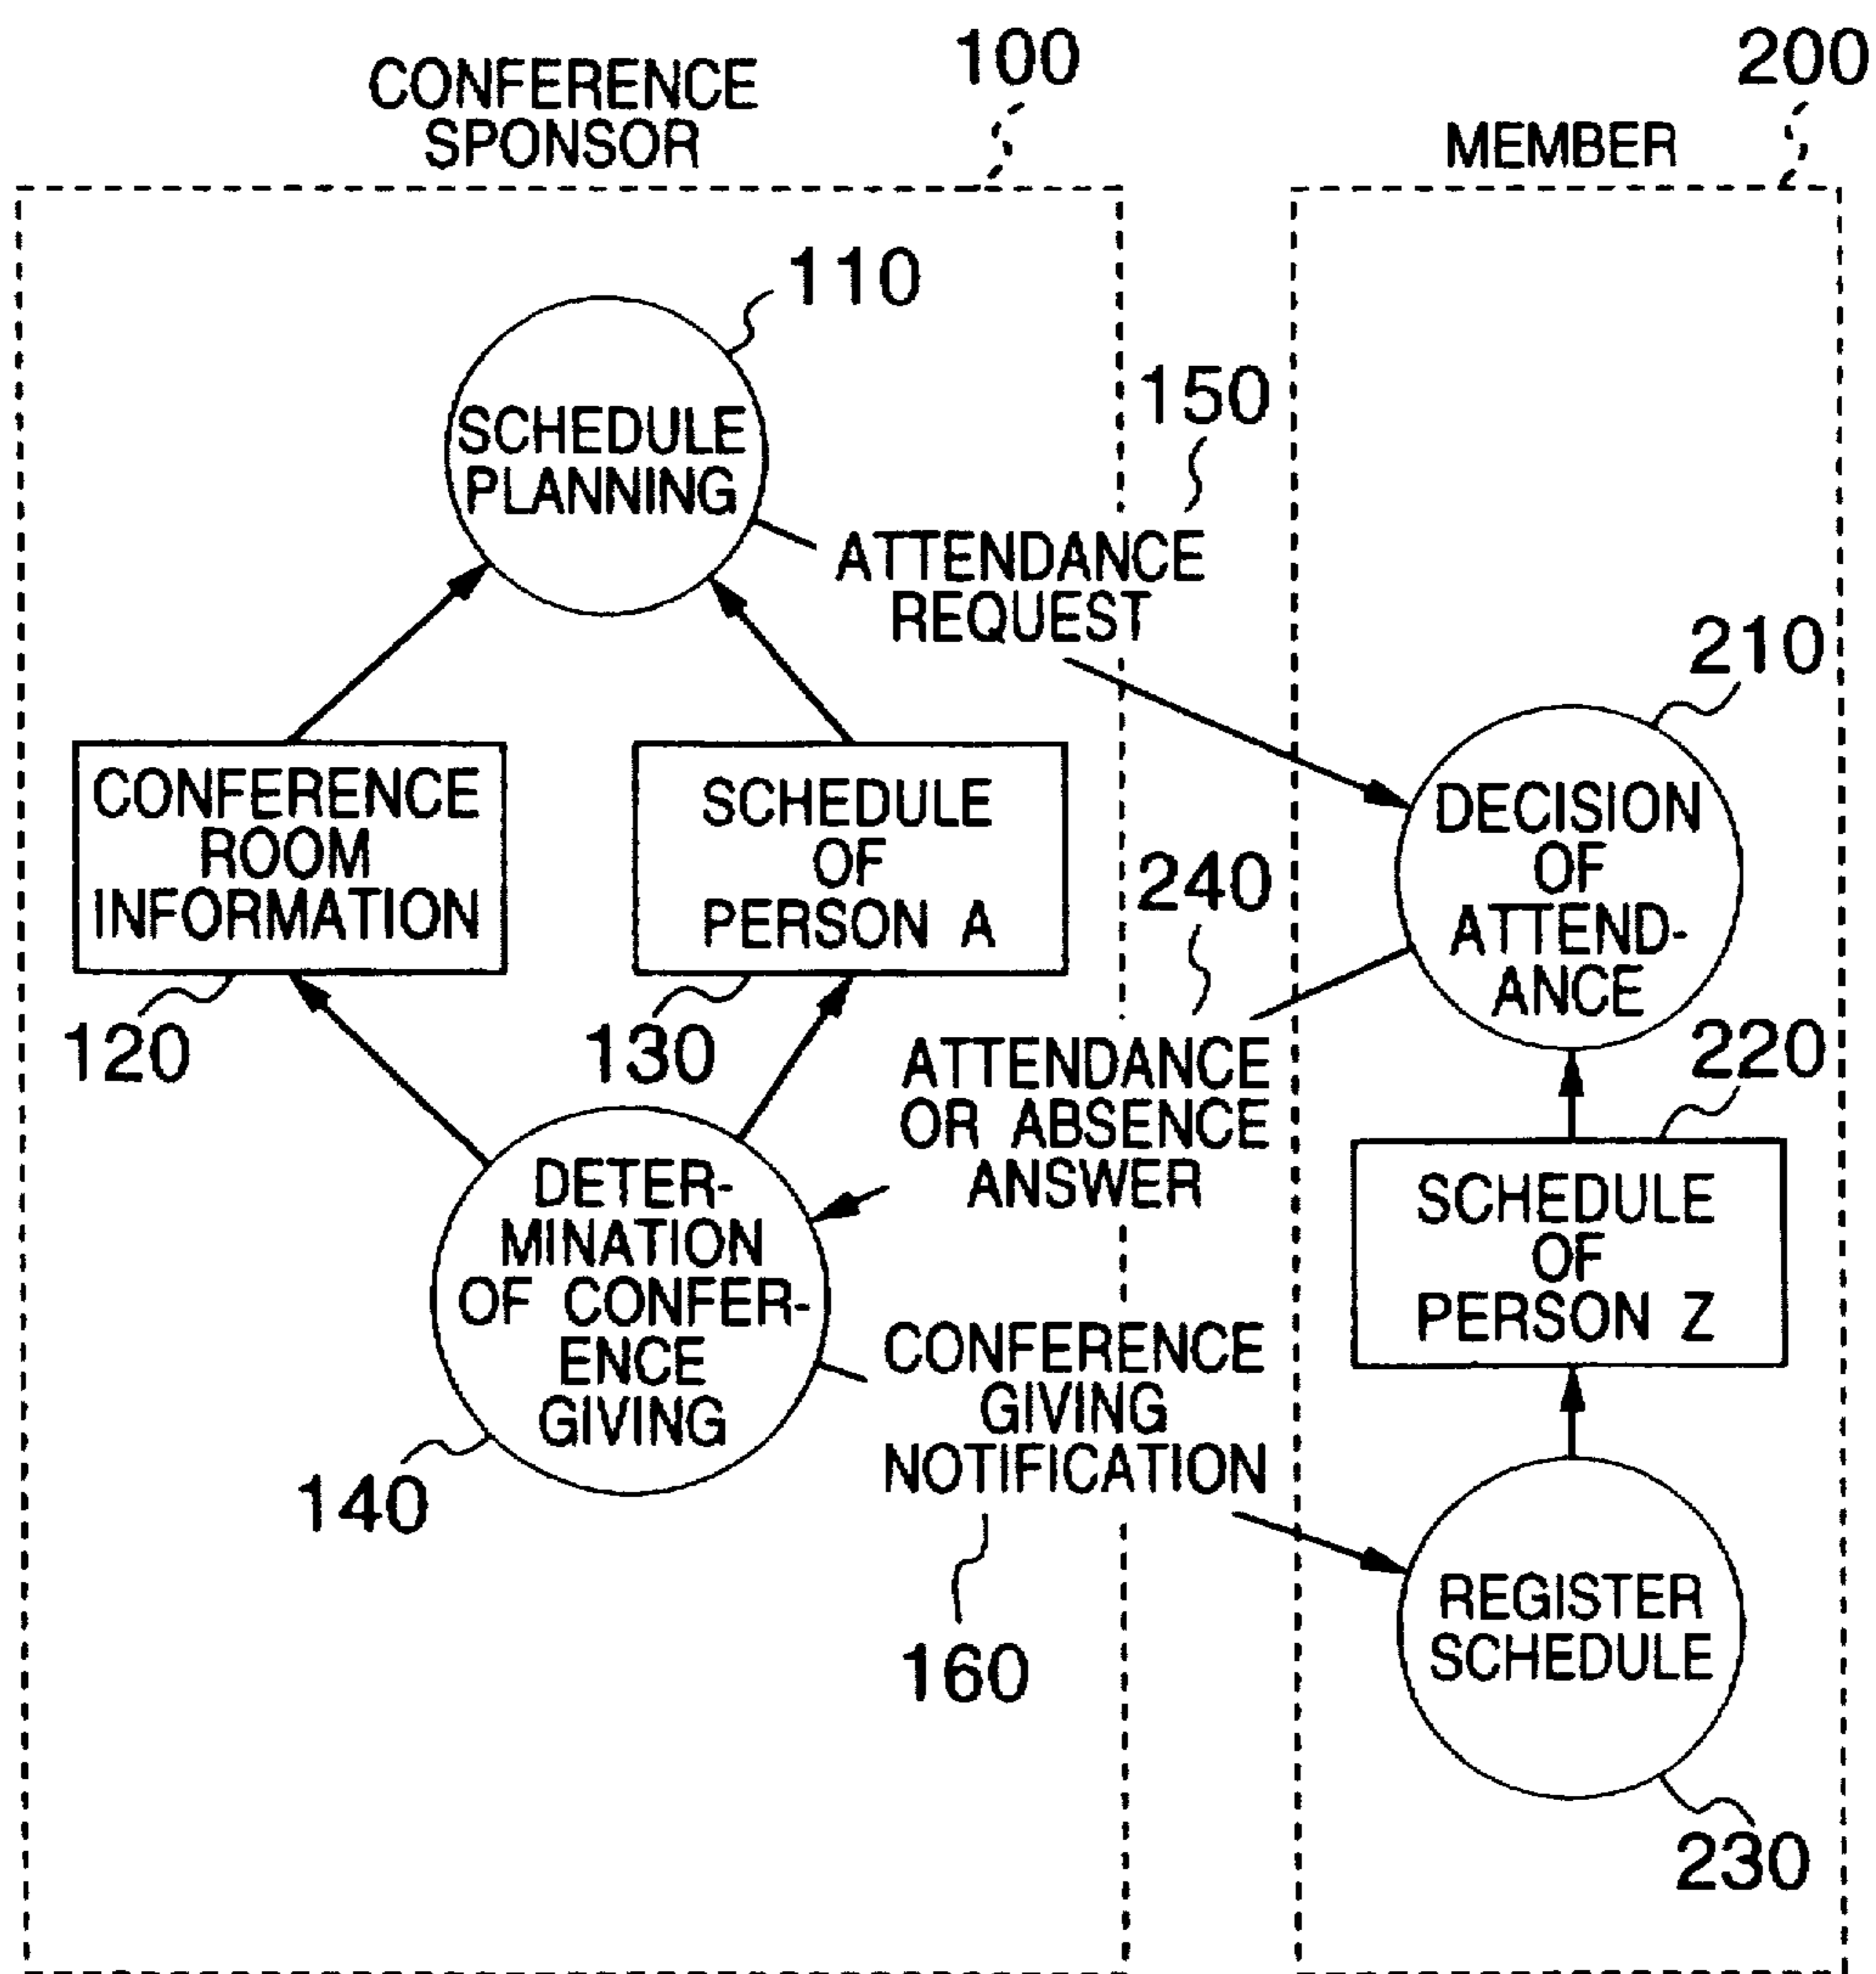 CONFERENCE
SPONSOR
100
MEMBER
200
110
SCHEDULE
PLANNING
150
ATTENDANCE
REQUEST
210
CONFERENCE
ROOM
INFORMATION
120
SCHEDULE
OF
PERSON A
130
DECISION
OF
ATTEND-
ANCE
240
ATTENDANCE
OR ABSENCE
ANSWER
220
SCHEDULE
OF
PERSON Z
DETER-
MINATION
OF CONFER-
ENCE
GIVING
140
CONFERENCE
GIVING
NOTIFICATION
160
REGISTER
SCHEDULE
230